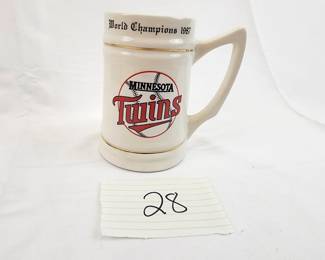 World Champions 1987
MINNESOTA
Twins
28